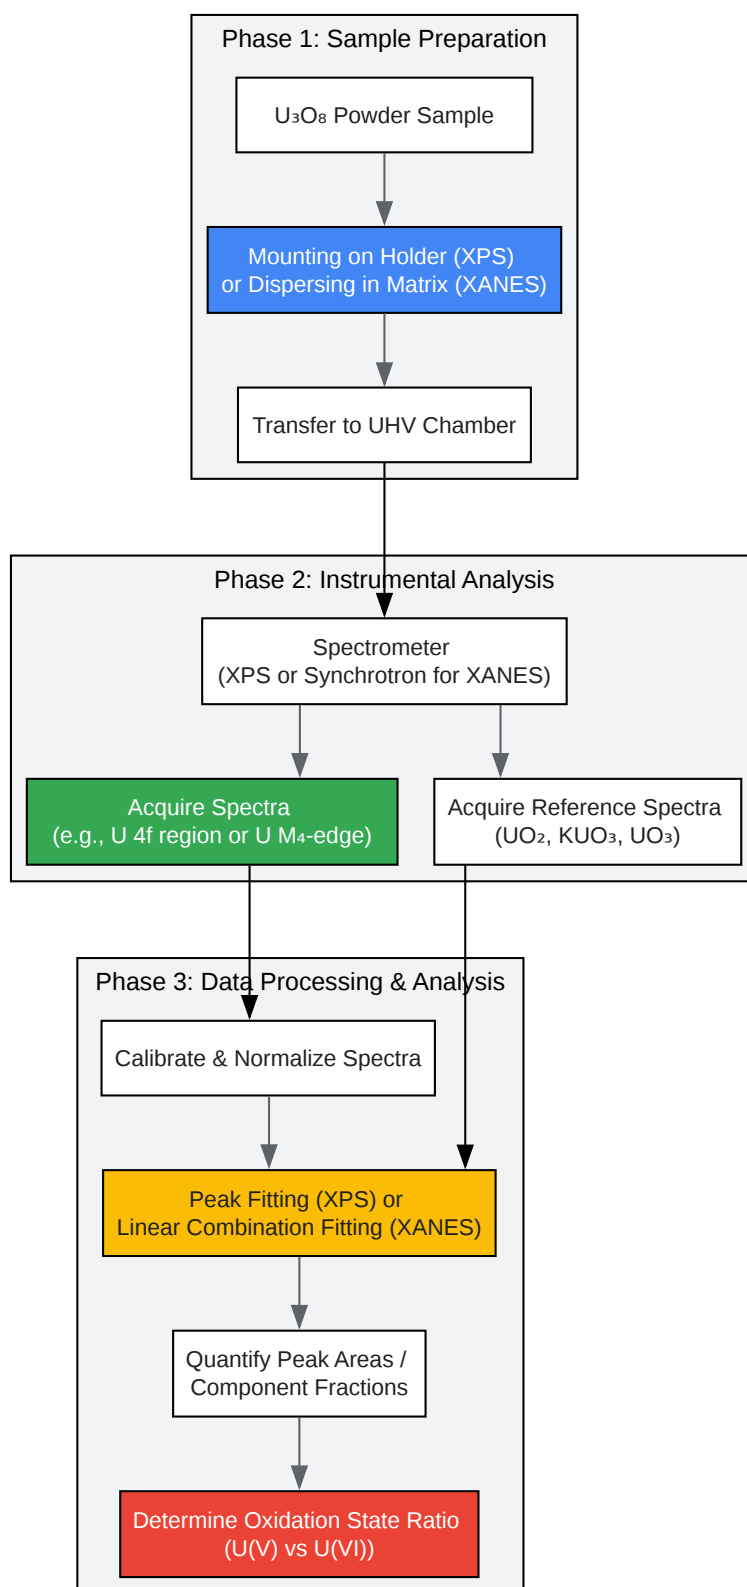 Phase 1: Sample Preparation
U₃O₈ Powder Sample
Mounting on Holder (XPS)
or Dispersing in Matrix (XANES)
Transfer to UHV Chamber
Phase 2: Instrumental Analysis
Spectrometer
(XPS or Synchrotron for XANES)
Acquire Spectra
(e.g., U 4f region or U M₄-edge)
Acquire Reference Spectra
(UO₂, KUO₃, UO₃)
Phase 3: Data Processing & Analysis
Calibrate & Normalize Spectra
Peak Fitting (XPS) or
Linear Combination Fitting (XANES)
Quantify Peak Areas /
Component Fractions
Determine Oxidation State Ratio
(U(V) vs U(VI))